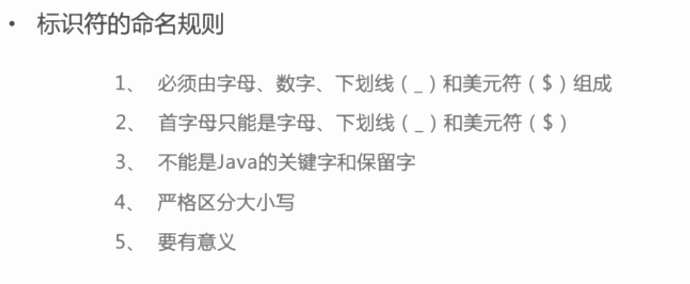 • 标识符的命名规则
1、 必须由字母、数字、下划线（_）和美元符（$）组成
2、 首字母只能是字母、下划线（_）和美元符（$）
3、 不能是Java的关键字和保留字
4、 严格区分大小写
5、 要有意义